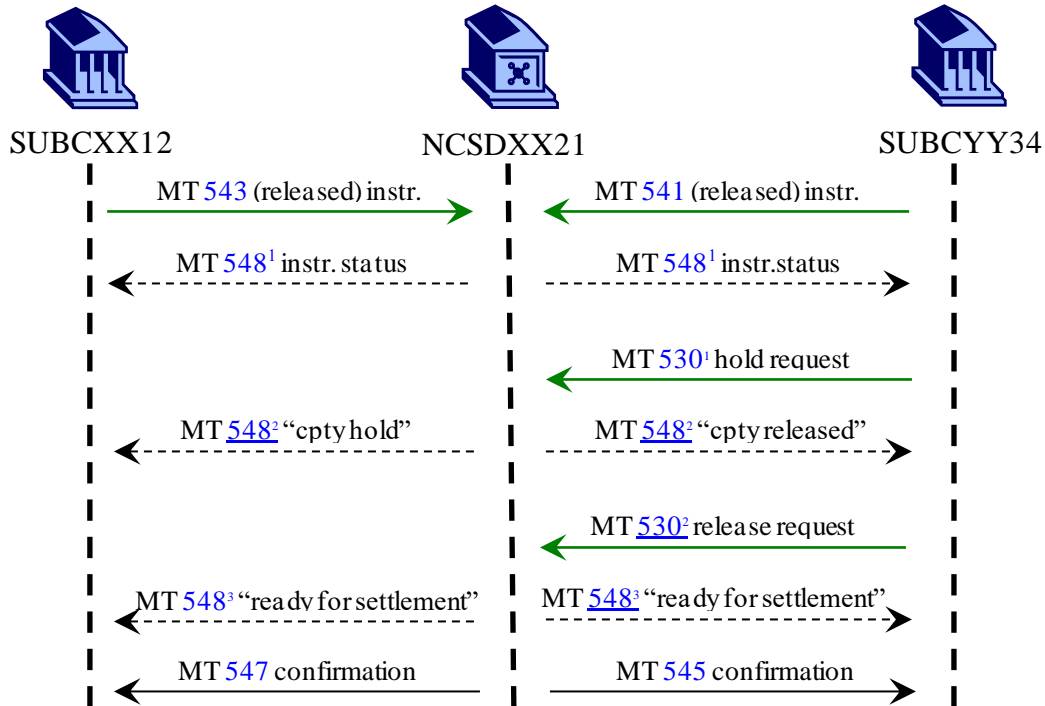 SUBCXX12 NCSDXX21 SUBCYY34
MT 543 (released) instr. MT 541 (released) instr.
MT 548¹ instr. status MT 548¹ instr.status
MT 530¹ hold request
MT 548² “cpty hold” MT 548² “cpty released”
MT 530² release request
MT 548³ “ready for settlement” MT 548³ “ready for settlement”
MT 547 confirmation MT 545 confirmation